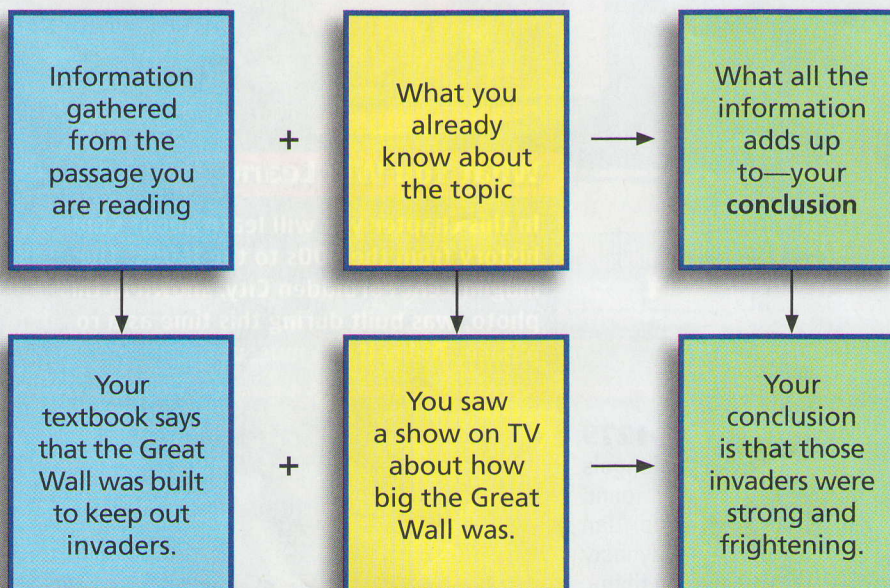 Information
gathered
from the
passage you
are reading
+
What you
already
know about
the topic
What all the
information
adds up
to—your
conclusion
Your
textbook says
that the Great
Wall was built
to keep out
invaders.
+
You saw
a show on TV
about how
big the Great
Wall was.
Your
conclusion
is that those
invaders were
strong and
frightening.